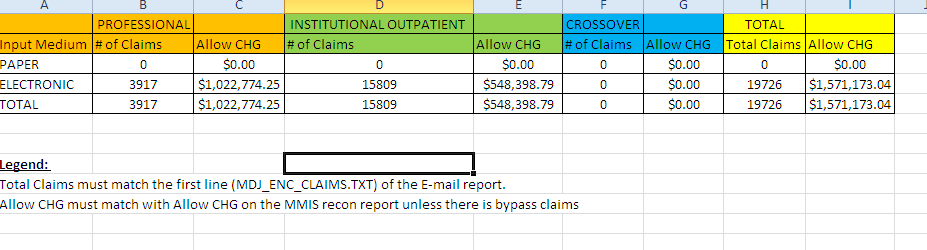 A B C D E F G H I
PROFESSIONAL INSTITUTIONAL OUTPATIENT CROSSOVER TOTAL
Input Medium # of Claims Allow CHG # of Claims Allow CHG # of Claims Allow CHG Total Claims Allow CHG
PAPER 0 $0.00 0 $0.00 0 $0.00 0 $0.00
ELECTRONIC 3917 $1,022,774.25 15809 $548,398.79 0 $0.00 19726 $1,571,173.04
TOTAL 3917 $1,022,774.25 15809 $548,398.79 0 $0.00 19726 $1,571,173.04
Legend:
Total Claims must match the first line (MDJ_ENC_CLAIMS.TXT) of the E-mail report.
Allow CHG must match with Allow CHG on the MMIS recon report unless there is bypass claims